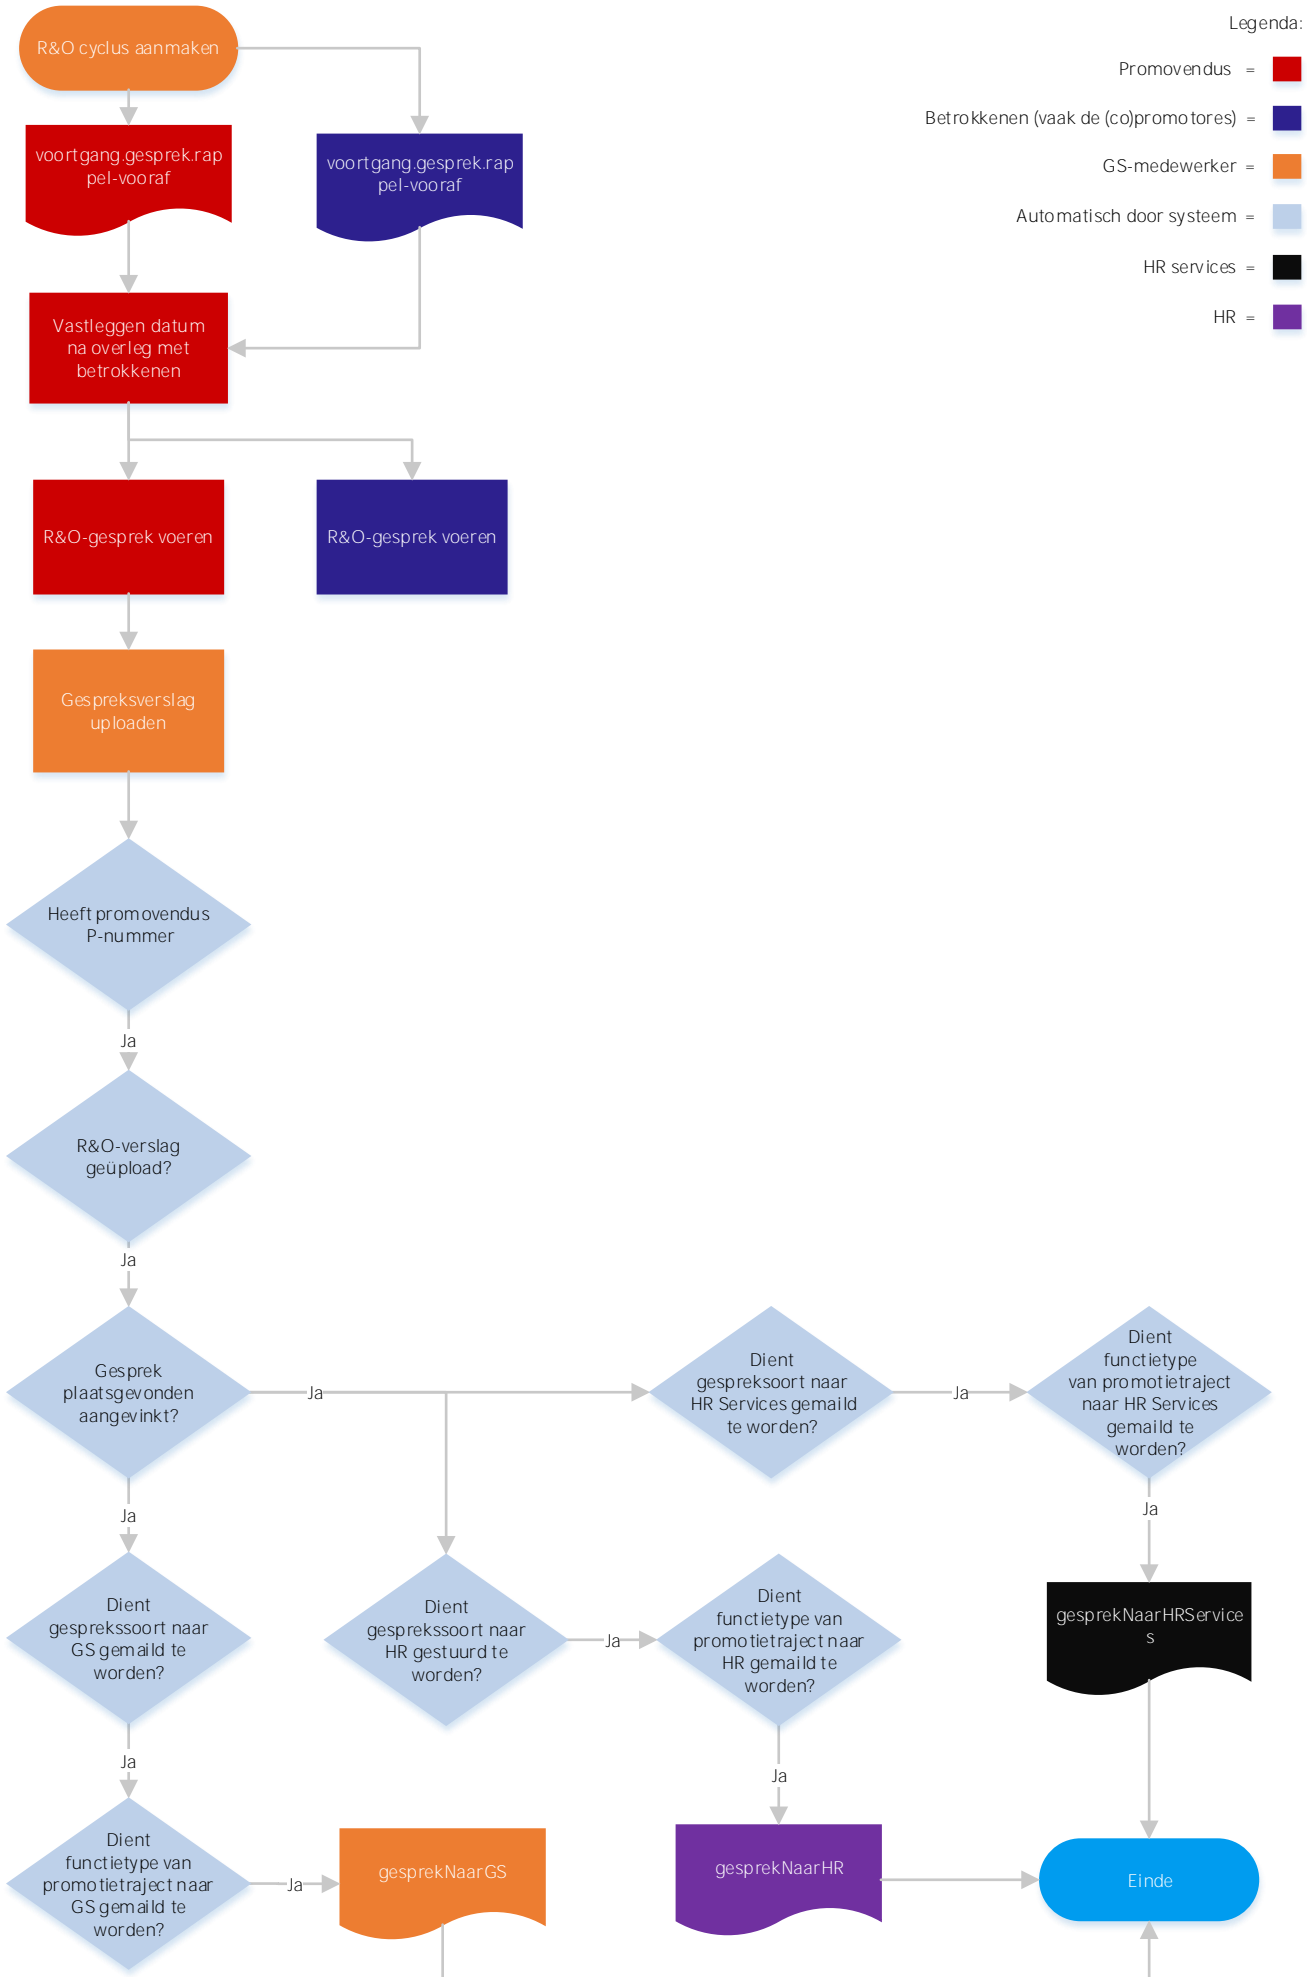 R&O cyclus aanmaken
Legenda:
Promovendus =
Betrokkenen (vaak de (co)promotores) =
GS-medewerker =
Automatisch door systeem =
HR services =
HR =
voortgang.gesprek.rap
pel-vooraf
voortgang.gesprek.rap
pel-vooraf
Vastleggen datum
na overleg met
betrokkenen
R&O-gesprek voeren
R&O-gesprek voeren
Gespreksverslag
uploaden
Heeft promovendus
P-nummer
Ja
R&O-verslag
geüpload?
Ja
Gesprek
plaatsgevonden
aangevinkt?
Ja
Dient
gespreksoort naar
HR Services gemaild
te worden?
Ja
Dient
functietype
van promotietraject
naar HR Services
gemaild te
worden?
Ja
Ja
Dient
gesprekssoort naar
GS gemaild te
worden?
Dient
gesprekssoort naar
HR gestuurd te
worden?
Ja
Dient
functietype van
promotietraject naar
HR gemaild te
worden?
gesprekNaarHRService
s
Ja
Ja
Dient
functietype van
promotietraject naar
GS gemaild te
worden?
Ja
gesprekNaarGS
gesprekNaarHR
Einde